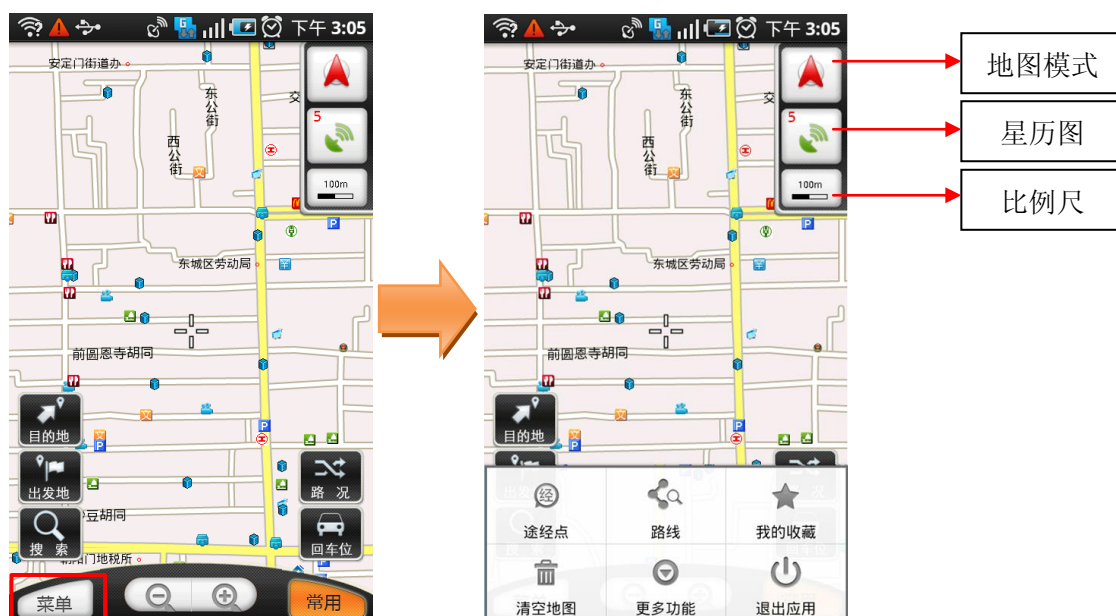 下午 3:05
安定门街道办
东公街
交
5
西公街
100m
东城区劳动局
前圆恩寺胡同
目的地
出发地
豆胡同
搜 索
门地税所
路 况
回车位
菜单
常用
下午 3:05
安定门街道办
东公街
交
5
西公街
100m
东城区劳动局
前圆恩寺胡同
目的地
途经点
路线
我的收藏
清空地图
更多功能
退出应用
地图模式
星历图
比例尺